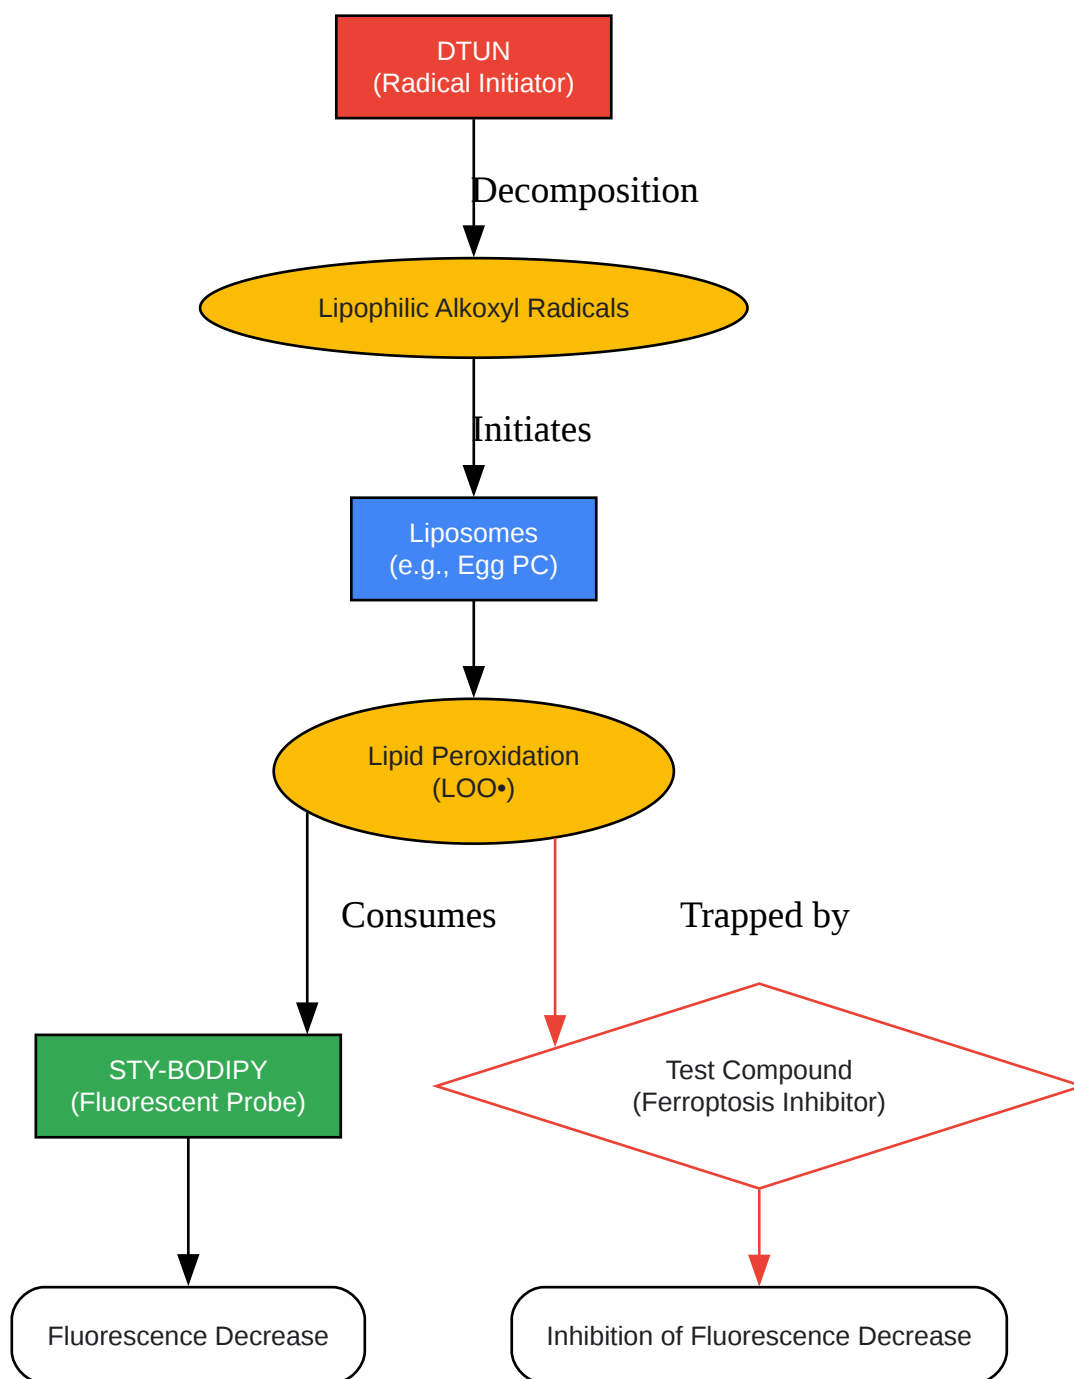 DTUN
(Radical Initiator)
Decomposition
Lipophilic Alkoxyl Radicals
Initiates
Liposomes
(e.g., Egg PC)
Lipid Peroxidation
(LOO•)
Consumes
Trapped by
STY-BODIPY
(Fluorescent Probe)
Test Compound
(Ferroptosis Inhibitor)
Fluorescence Decrease
Inhibition of Fluorescence Decrease